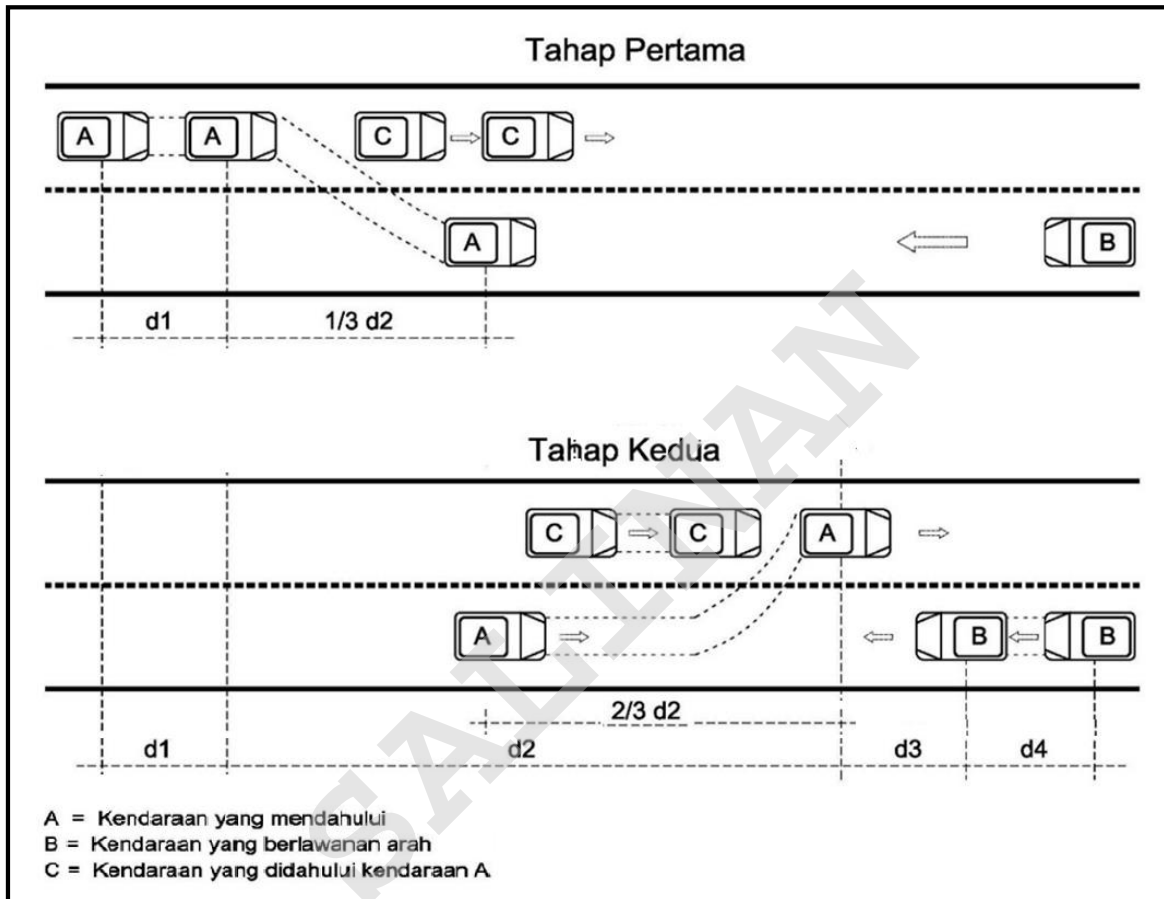 Tahap Pertama
A A C C
A B
d1 1/3 d2
Tahap Kedua
C C A
A B B
2/3 d2
d1 d2 d3 d4
A = Kendaraan yang mendahului
B = Kendaraan yang berlawanan arah
C = Kendaraan yang didahului kendaraan A
SALINAN